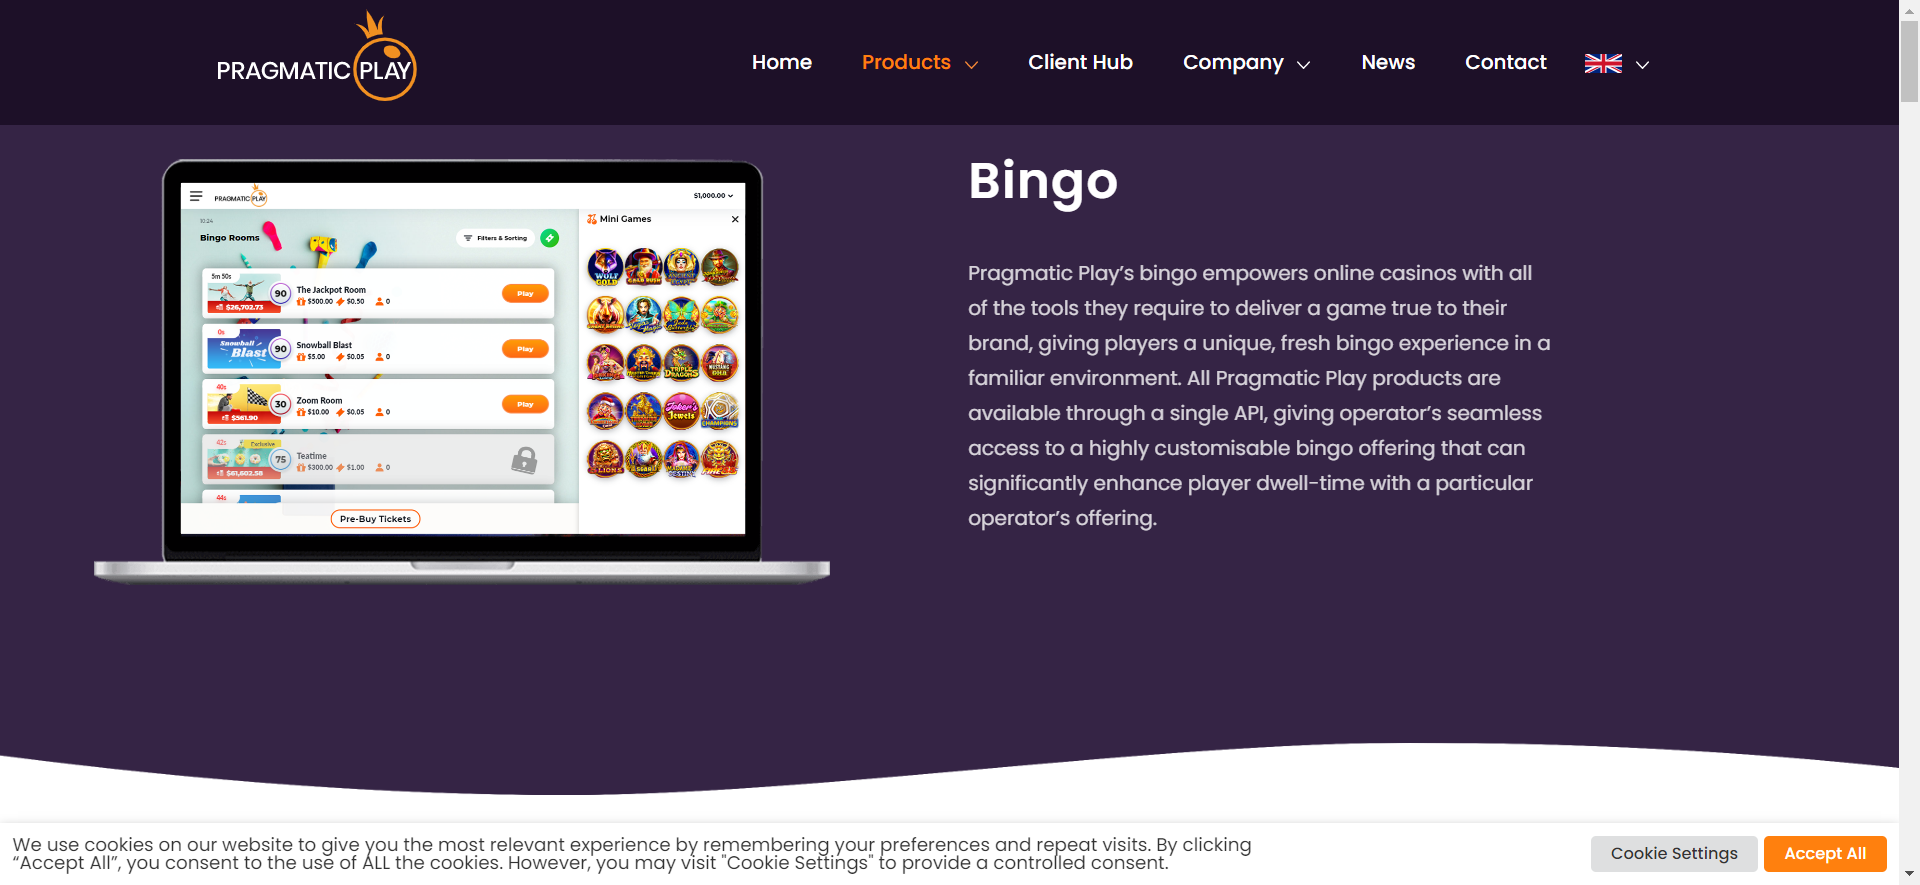 PRAGMATIC PLAY
Home
Products
Client Hub
Company
News
Contact
PRAGMATIC PLAY
$1,000.00
10:24
Bingo Rooms
Filters & Sorting
Mini Games
5m 50s
$26,702.73
90
The Jackpot Room
$500.00 $0.50 0
Play
0s
Snowball
Blast
90
Snowball Blast
$5.00 $0.05 0
Play
40s
$561.90
30
Zoom Room
$10.00 $0.05 0
Play
42s
Exclusive
$61,602.58
75
Teatime
$300.00 $1.00 0
44s
Pre-Buy Tickets
WOLF
GOLD
GOLD RUSH
ANCIENT
EGYPT
TRIPLE
DRAGONS
MUSTANG
GOLD
Joker's
Jewels
CHAMPIONS
LIONS
Bingo
Pragmatic Play’s bingo empowers online casinos with all
of the tools they require to deliver a game true to their
brand, giving players a unique, fresh bingo experience in a
familiar environment. All Pragmatic Play products are
available through a single API, giving operator’s seamless
access to a highly customisable bingo offering that can
significantly enhance player dwell-time with a particular
operator’s offering.
We use cookies on our website to give you the most relevant experience by remembering your preferences and repeat visits. By clicking
“Accept All”, you consent to the use of ALL the cookies. However, you may visit "Cookie Settings" to provide a controlled consent.
Cookie Settings
Accept All